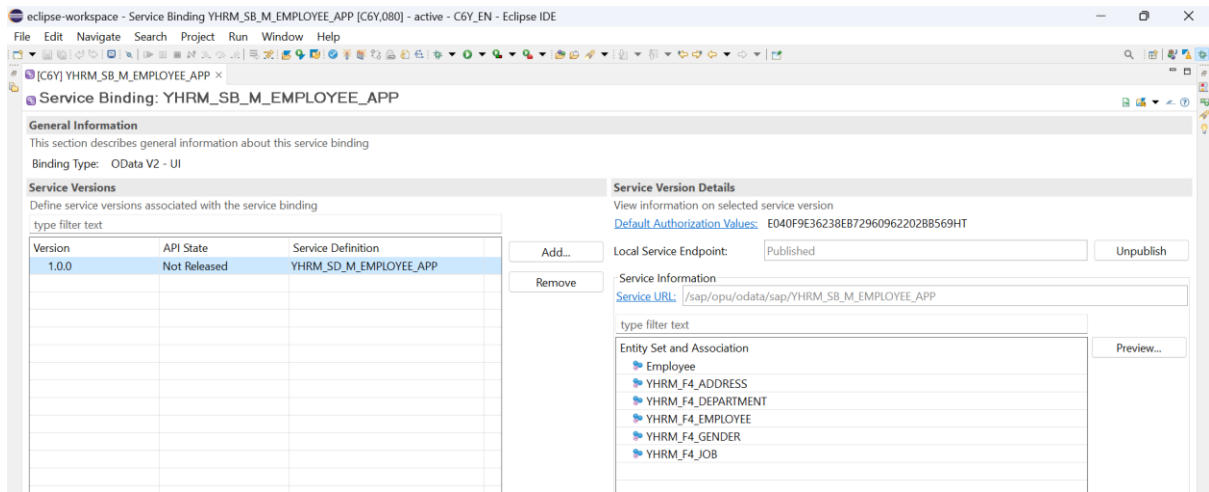 eclipse-workspace - Service Binding YHRM_SB_M_EMPLOYEE_APP [C6Y,080] - active - C6Y_EN - Eclipse IDE
File Edit Navigate Search Project Run Window Help
[C6Y] YHRM_SB_M_EMPLOYEE_APP
Service Binding: YHRM_SB_M_EMPLOYEE_APP
General Information
This section describes general information about this service binding
Binding Type: OData V2 - UI
Service Versions
Define service versions associated with the service binding
type filter text
Version API State Service Definition
1.0.0 Not Released YHRM_SD_M_EMPLOYEE_APP
Add...
Remove
Service Version Details
View information on selected service version
Default Authorization Values: E040F9E36238EB72960962202BB569HT
Local Service Endpoint: Published Unpublish
Service Information
Service URL: /sap/opu/odata/sap/YHRM_SB_M_EMPLOYEE_APP
type filter text
Entity Set and Association Preview...
Employee
YHRM_F4_ADDRESS
YHRM_F4_DEPARTMENT
YHRM_F4_EMPLOYEE
YHRM_F4_GENDER
YHRM_F4_JOB